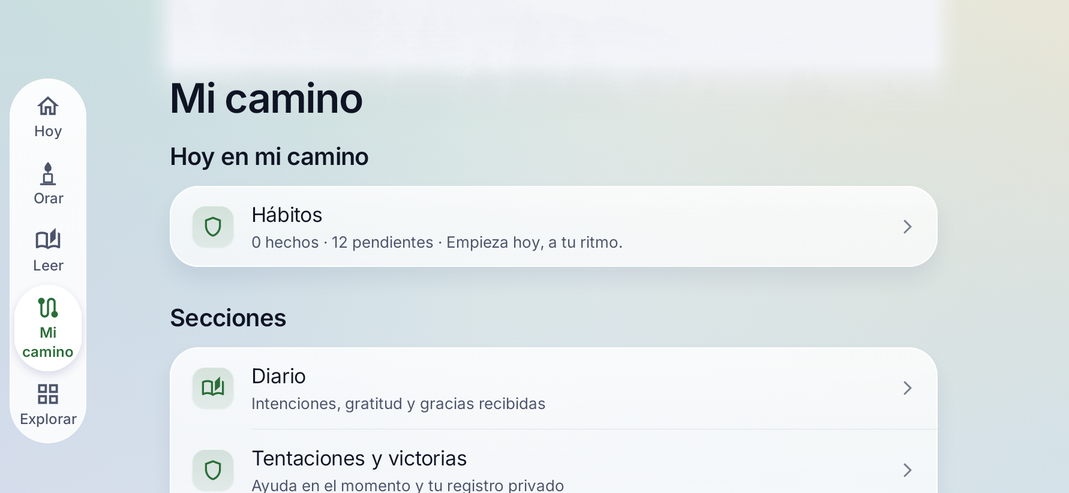 Mi camino
Hoy en mi camino
Hábitos
0 hechos · 12 pendientes · Empieza hoy, a tu ritmo.
Secciones
Diario
Intenciones, gratitud y gracias recibidas
Tentaciones y victorias
Ayuda en el momento y tu registro privado
Hoy
Orar
Leer
Mi
camino
Explorar